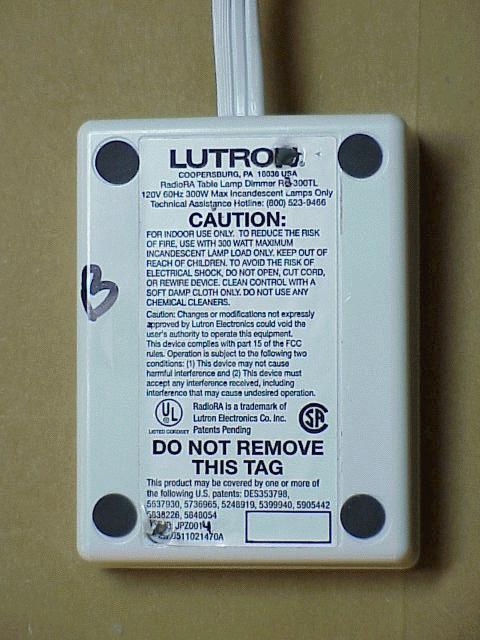 LUTRON
COOPERSBURG, PA 18036 USA
RadioRA Table Lamp Dimmer RA-300TL
120V 60Hz 300W Max Incandescent Lamps Only
Technical Assistance Hotline: (800) 523-9466
CAUTION:
FOR INDOOR USE ONLY. TO REDUCE THE RISK
OF FIRE, USE WITH 300 WATT MAXIMUM
INCANDESCENT LAMP LOAD ONLY. KEEP OUT OF
REACH OF CHILDREN. TO AVOID THE RISK OF
ELECTRICAL SHOCK, DO NOT OPEN, CUT CORD,
OR REWIRE DEVICE. CLEAN CONTROL WITH A
SOFT DAMP CLOTH ONLY. DO NOT USE ANY
CHEMICAL CLEANERS.
B
Caution: Changes or modifications not expressly
approved by Lutron Electronics could void the
user's authority to operate this equipment.
This device complies with part 15 of the FCC
rules. Operation is subject to the following two
conditions: (1) This device may not cause
harmful interference and (2) This device must
accept any interference received, including
interference that may cause undesired operation.
UL
LISTED CORDSET
RadioRA is a trademark of
Lutron Electronics Co. Inc.
Patents Pending
DO NOT REMOVE
THIS TAG
This product may be covered by one or more of
the following U.S. patents: DES353798,
5637930, 5736965, 5248919, 5399940, 5905442
5838226, 5848054
JPZ0014
0511021470A